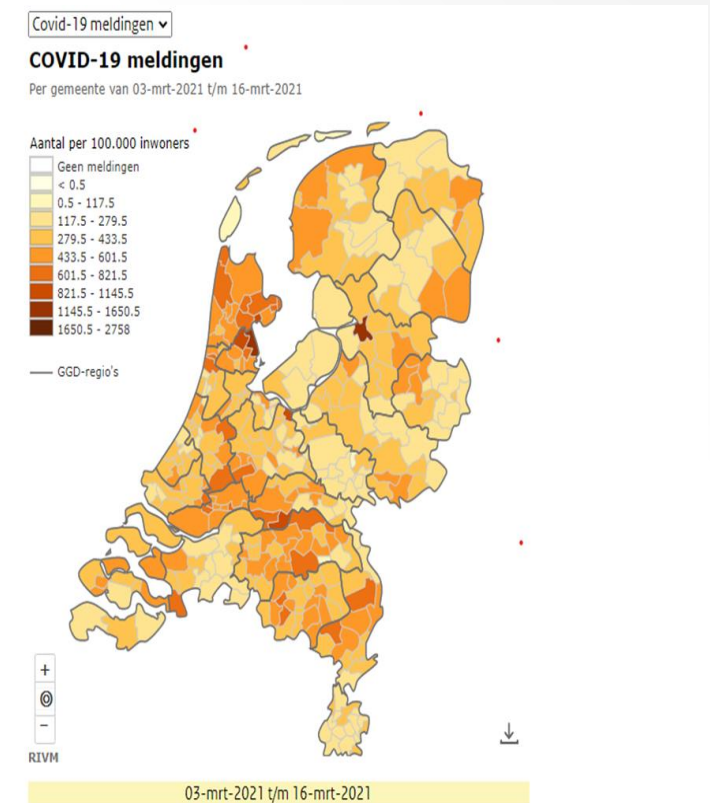 Covid-19 meldingen
COVID-19 meldingen
Per gemeente van 03-mrt-2021 t/m 16-mrt-2021
Aantal per 100.000 inwoners
Geen meldingen
< 0.5
0.5 - 117.5
117.5 - 279.5
279.5 - 433.5
433.5 - 601.5
601.5 - 821.5
821.5 - 1145.5
1145.5 - 1650.5
1650.5 - 2758
GGD-regio's
+
−
RIVM
03-mrt-2021 t/m 16-mrt-2021